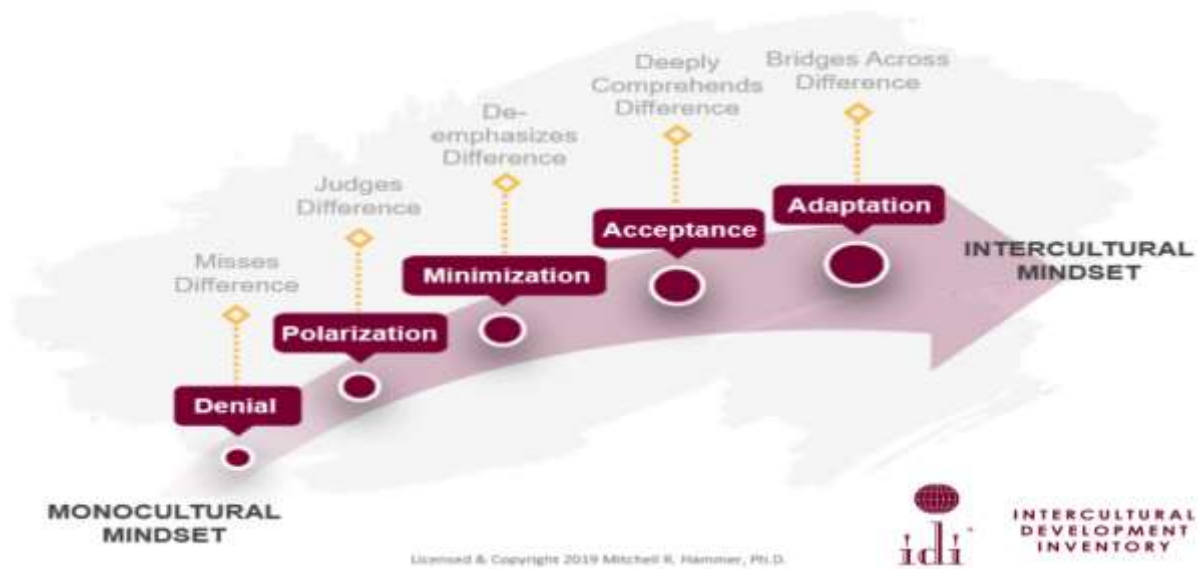 Misses
Difference
Judges
Difference
De-
emphasizes
Difference
Deeply
Comprehends
Difference
Bridges Across
Difference
Denial
Polarization
Minimization
Acceptance
Adaptation
MONOCULTURAL
MINDSET
INTERCULTURAL
MINDSET
Licensed & Copyright 2019 Mitchell R. Hammer, Ph.D.
idi
INTERCULTURAL
DEVELOPMENT
INVENTORY